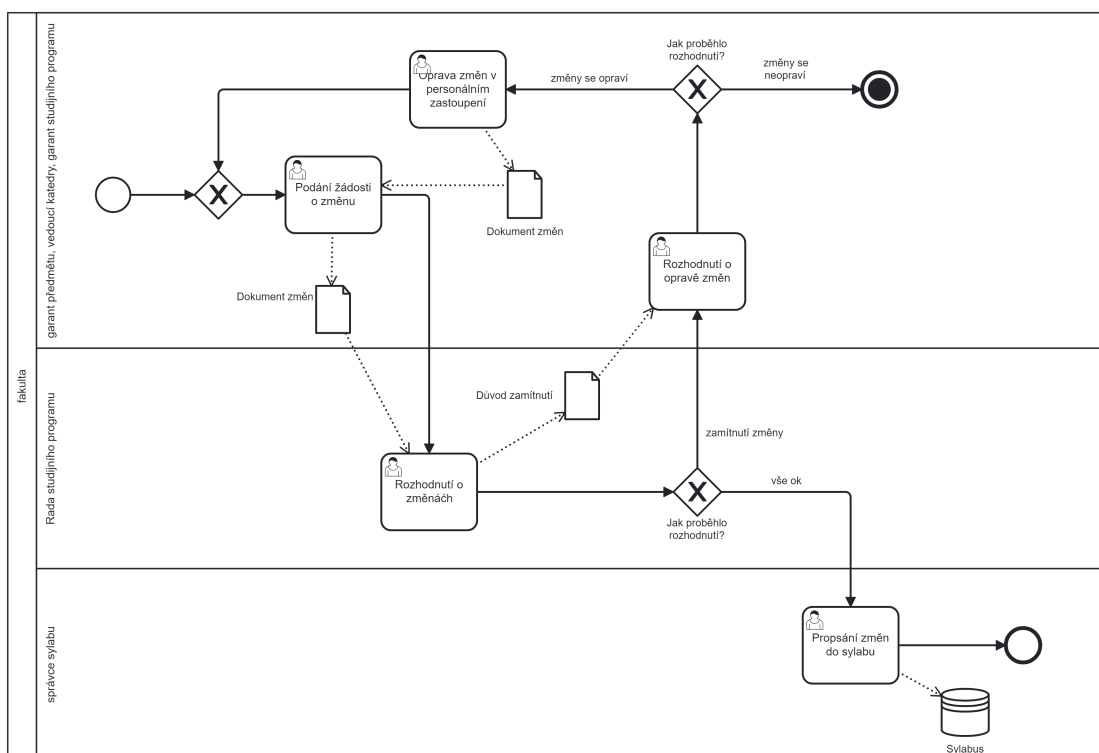 fakulta
garant předmětu, vedoucí katedry, garant studijního programu
Jak proběhlo
rozhodnutí?
změny se
neopraví
změny se opraví
Oprava změn v
personálním
zastoupení
Podání žádosti
o změnu
Dokument změn
Dokument změn
Rozhodnutí o
opravě změn
Rada studijního programu
Důvod zamítnutí
zamítnutí změny
Rozhodnutí o
změnáćh
vše ok
Jak proběhlo
rozhodnutí?
správce sylabu
Propsání změn
do sylabu
Sylabus